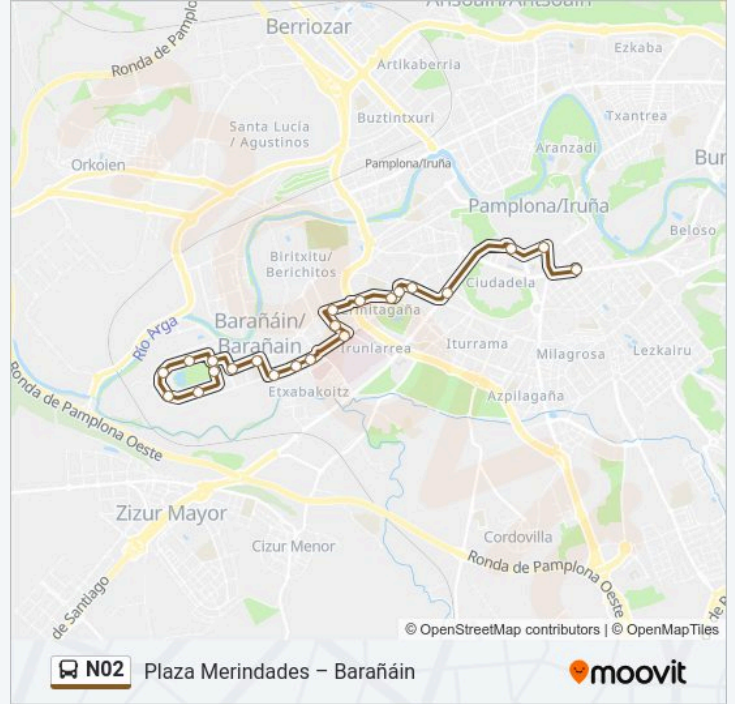 Ansoáin/Antsoain
Berriozar
Ronda de Pamplo
Ezkaba
Artikaberria
Santa Lucía
/ Agustinos
Buztintxuri
Txantrea
Aranzadi
Orkoien
Pamplona/Iruña
Bur
Pamplona/Iruña
Beloso
Biritxitu/
Berichitos
Ciudadela
Ermitagaña
Río Arga
Barañáin/
Barañain
Irunlarrea
Iturrama
Milagrosa
Lezkairu
Etxabakoitz
Azpilagaña
Ronda de Pamplona Oeste
Zizur Mayor
Cizur Menor
Cordovilla
Ronda de Pamplona Oeste
de Santiago
de P
© OpenStreetMap contributors | © OpenMapTiles
N02 Plaza Merindades – Barañáin
moovit